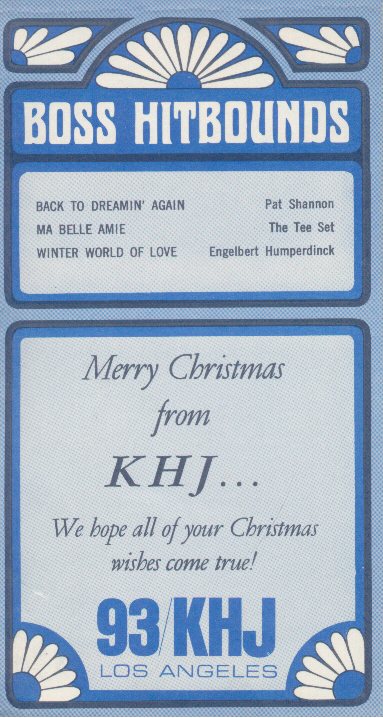 BOSS HITBOUNDS
BACK TO DREAMIN' AGAIN Pat Shannon
MA BELLE AMIE The Tee Set
WINTER WORLD OF LOVE Engelbert Humperdinck
Merry Christmas
from
KHJ...
We hope all of your Christmas
wishes come true!
93/KHJ
LOS ANGELES